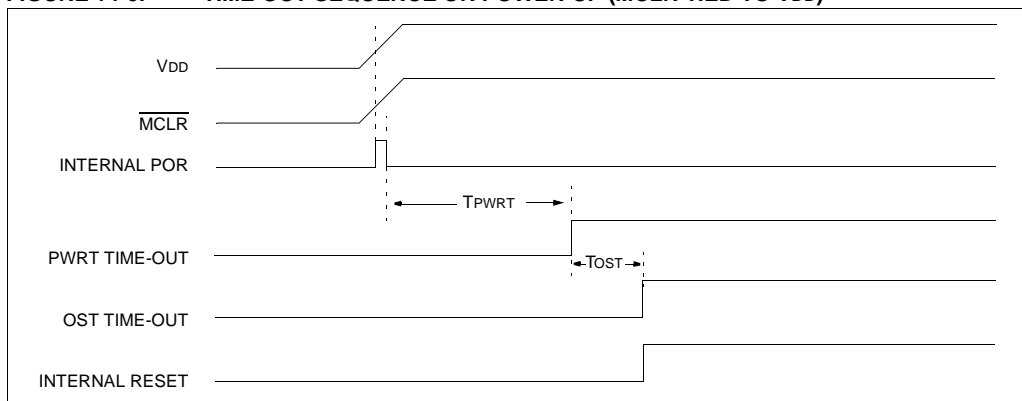 VDD
MCLR
INTERNAL POR
TPWRT
PWRT TIME-OUT
TOST
OST TIME-OUT
INTERNAL RESET